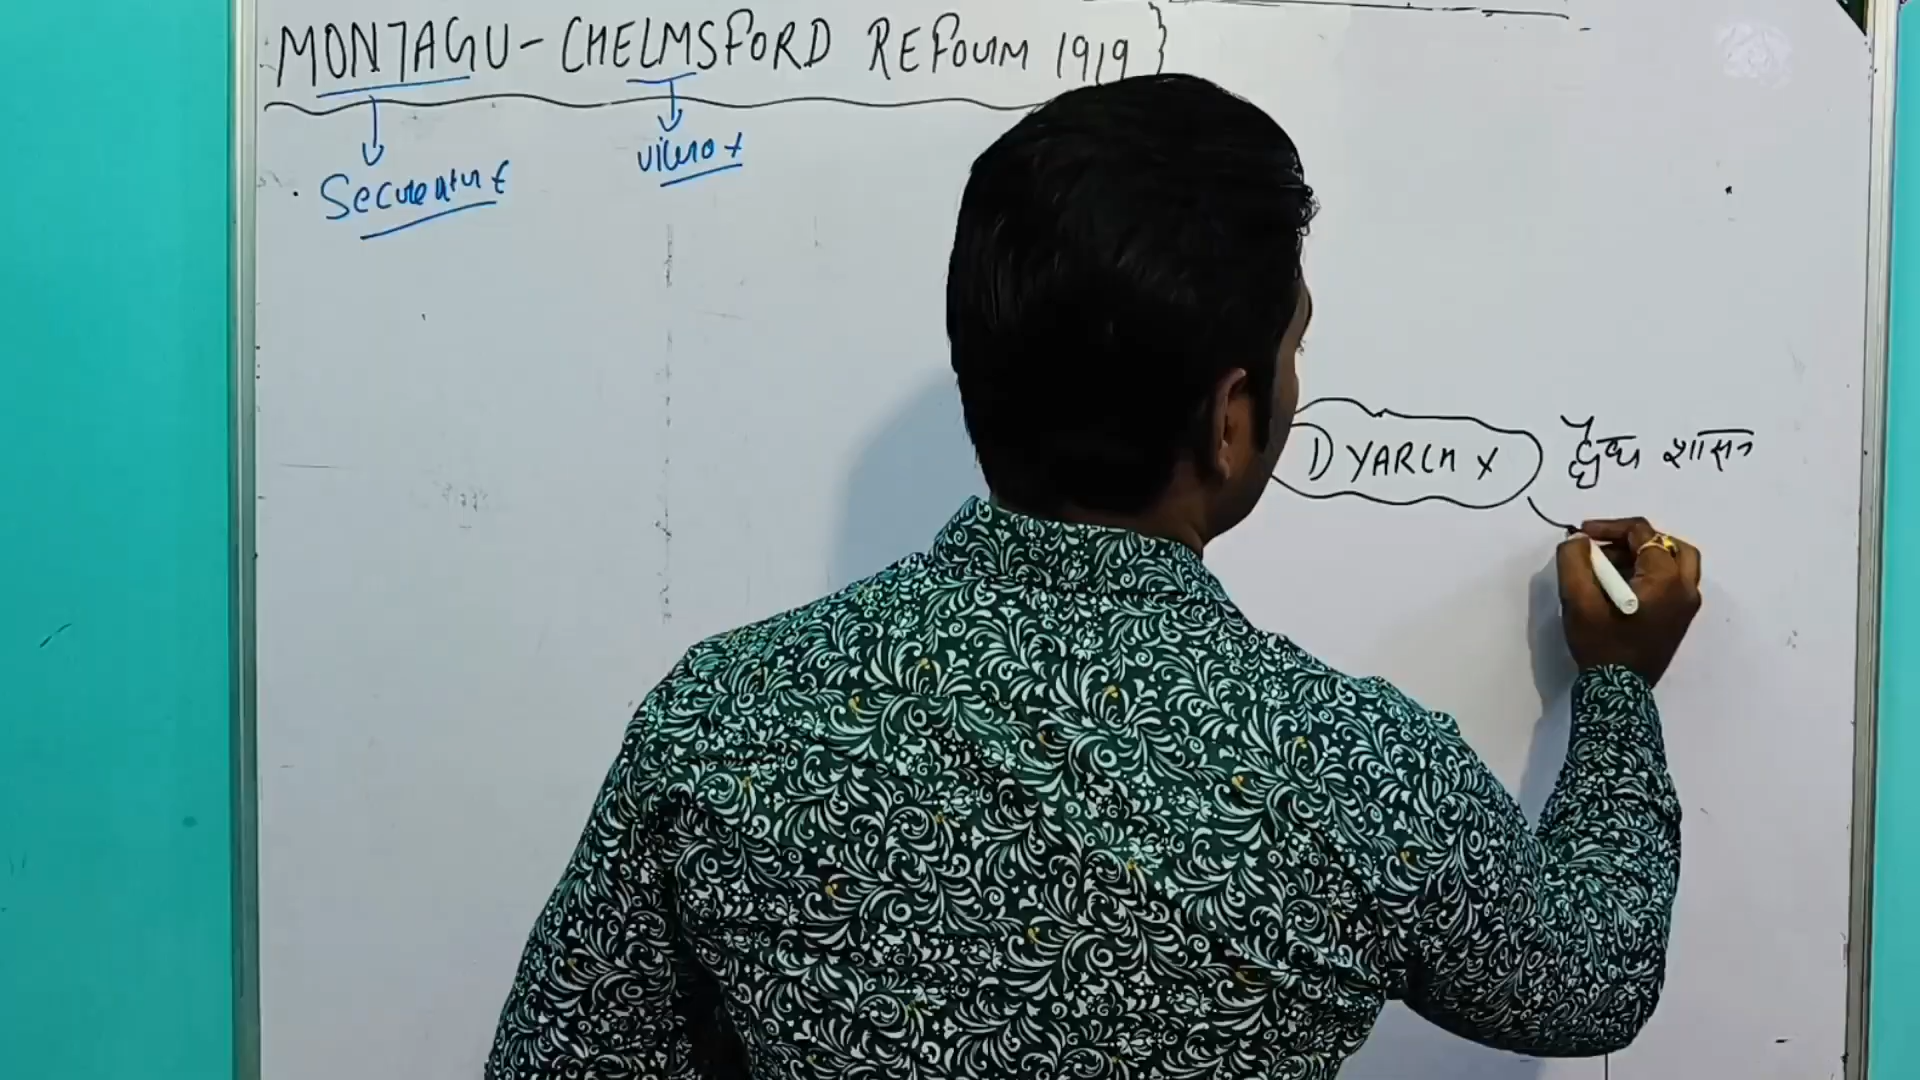 MONTAGU - CHELMSFORD REFORM 1919 }
viceroy
Secretary
DYARCHY द्वैध शासन